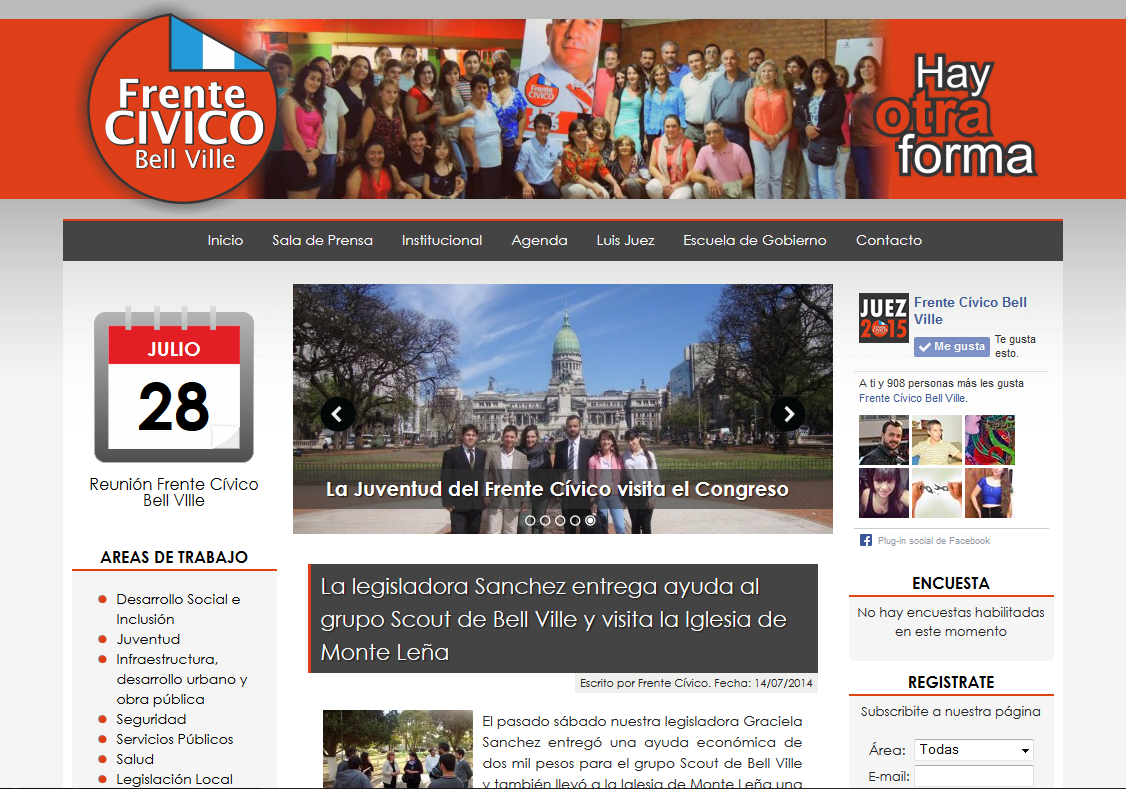 Frente
CIVICO
Bell Ville
Frente
CIVICO
Hay
otra
forma
Inicio Sala de Prensa Institucional Agenda Luis Juez Escuela de Gobierno Contacto
JULIO
28
Reunión Frente Cívico
Bell VIlle
AREAS DE TRABAJO
Desarrollo Social e
Inclusión
Juventud
Infraestructura,
desarrollo urbano y
obra pública
Seguridad
Servicios Públicos
Salud
Legislación Local
La Juventud del Frente Cívico visita el Congreso
La legisladora Sanchez entrega ayuda al
grupo Scout de Bell Ville y visita la Iglesia de
Monte Leña
Escrito por Frente Cívico. Fecha: 14/07/2014
El pasado sábado nuestra legisladora Graciela
Sanchez entregó una ayuda económica de
dos mil pesos para el grupo Scout de Bell Ville
y también llevó a la Iglesia de Monte Leña una
JUEZ
2015
Frente Cívico Bell
Ville
Me gusta
Te gusta
esto.
A ti y 908 personas más les gusta
Frente Cívico Bell Ville.
Plug-in social de Facebook
ENCUESTA
No hay encuestas habilitadas
en este momento
REGISTRATE
Subscribite a nuestra página
Área: Todas
E-mail: